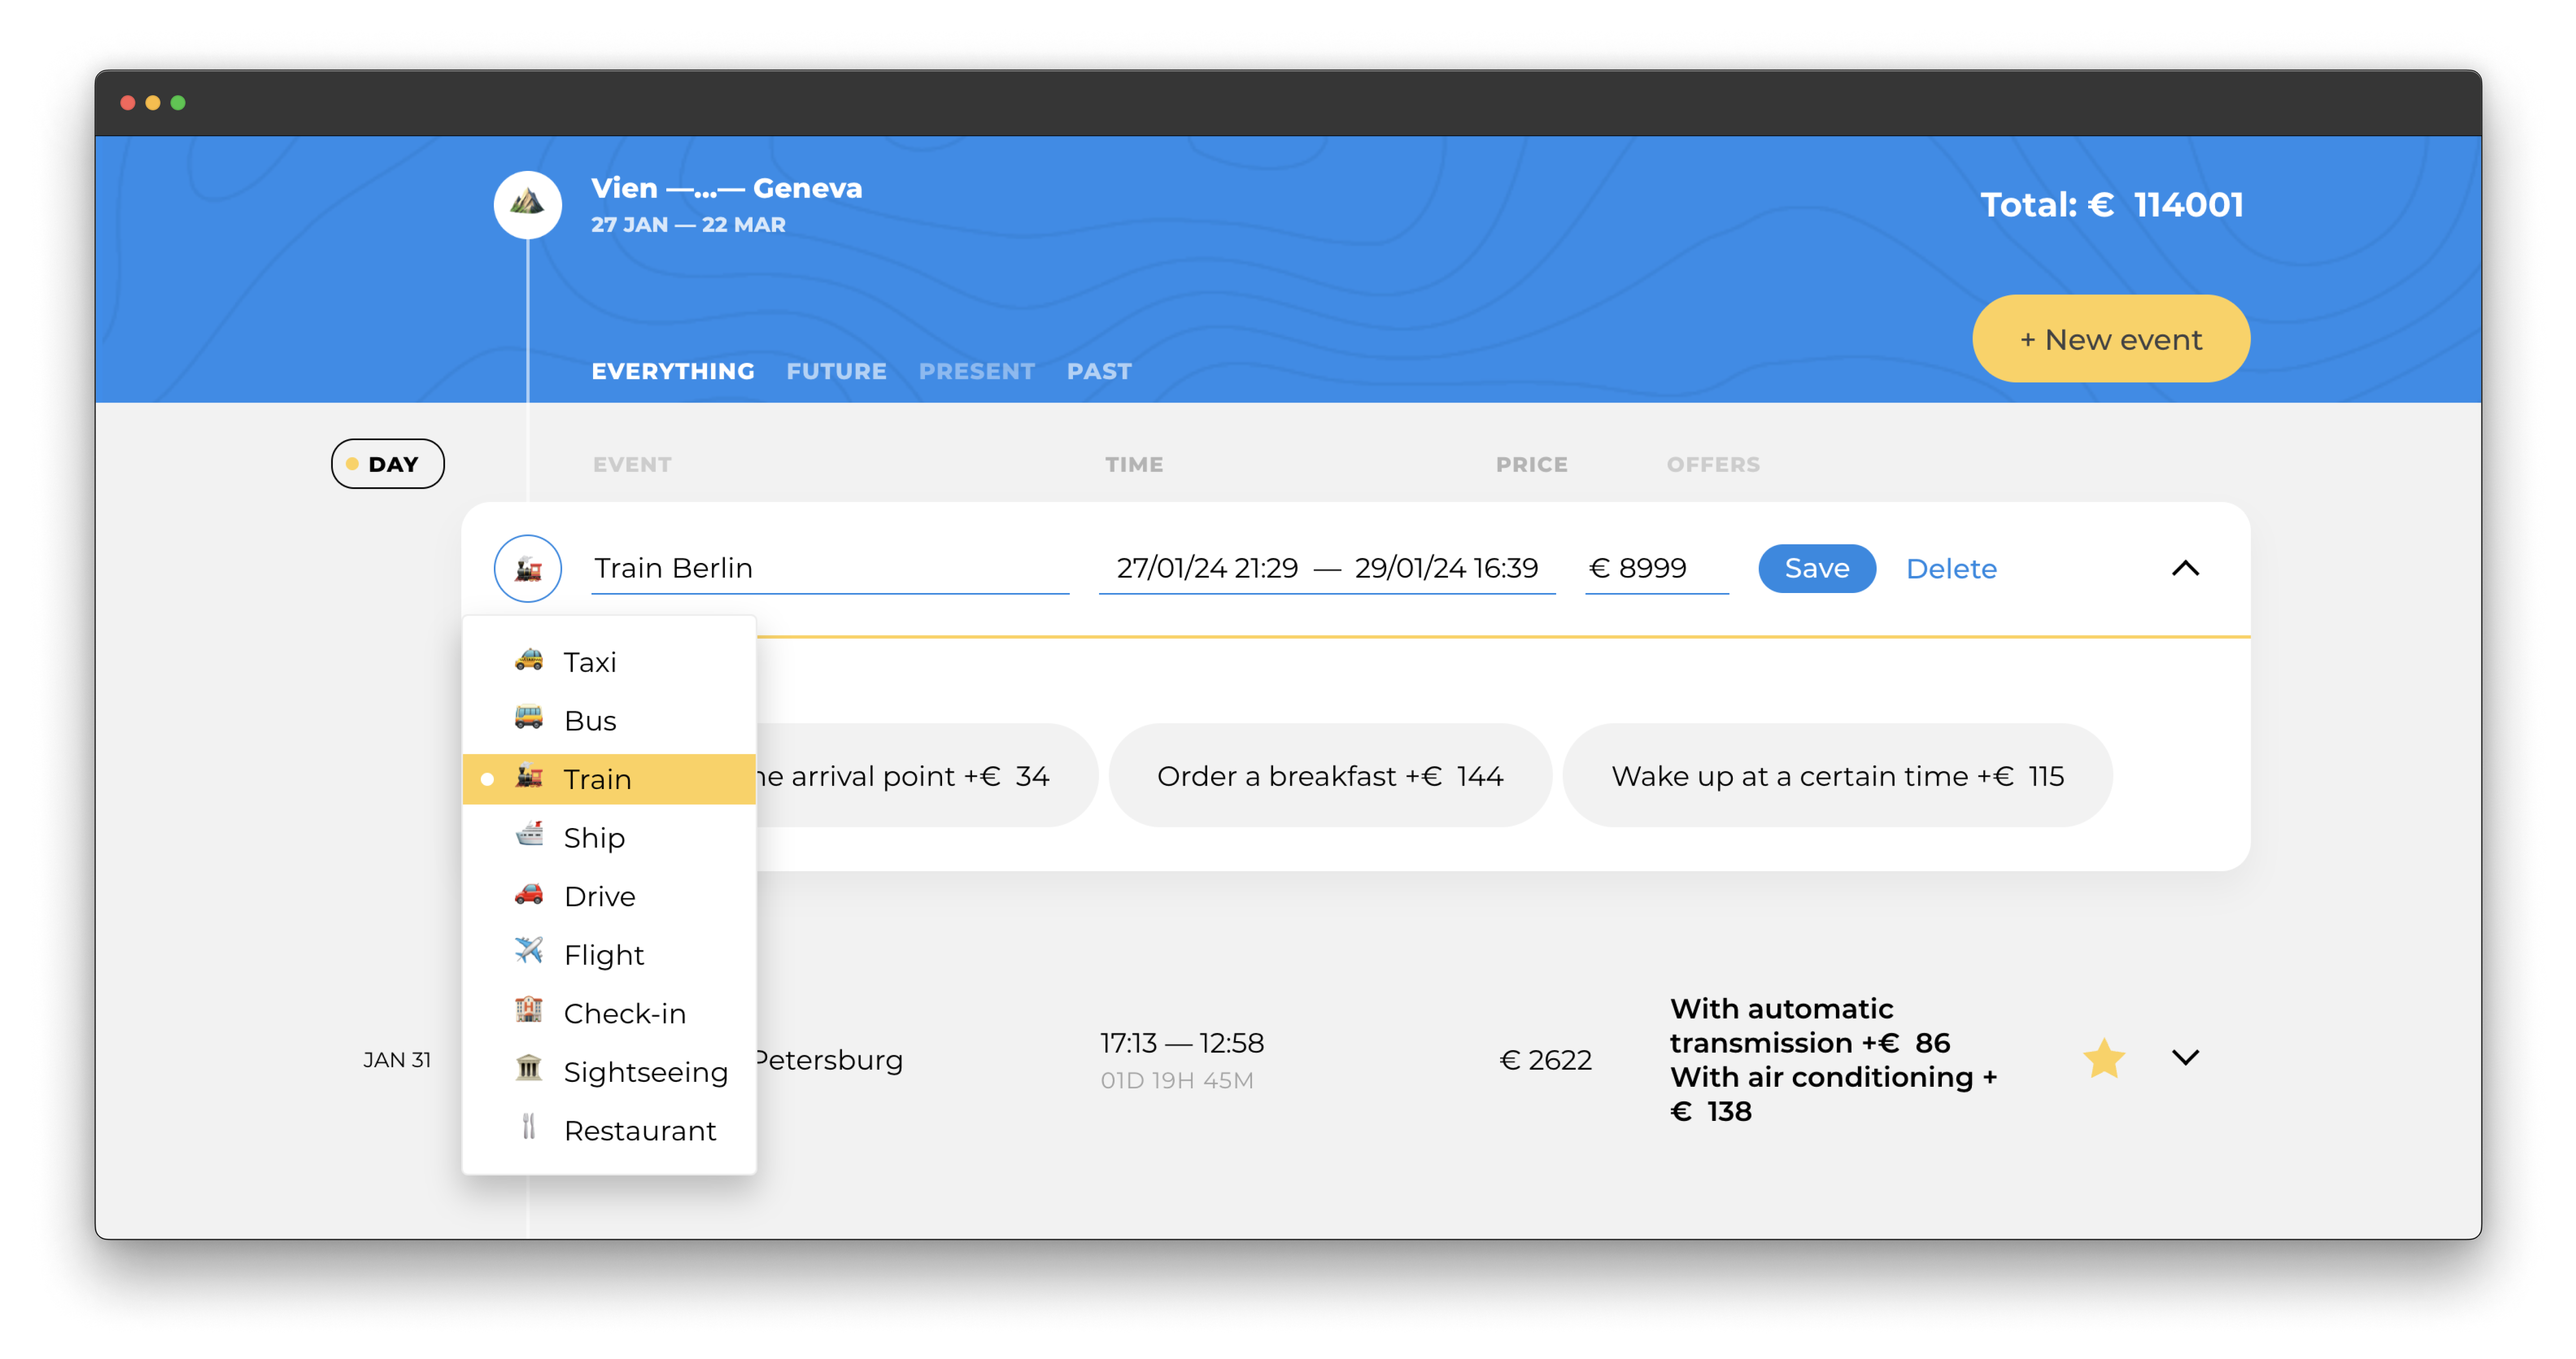 Vien —...— Geneva
27 JAN — 22 MAR
Total: € 114001
+ New event
EVERYTHING FUTURE PRESENT PAST
DAY EVENT TIME PRICE OFFERS
Train Berlin 27/01/24 21:29 — 29/01/24 16:39 € 8999 Save Delete
Taxi
Bus
Train
Ship
Drive
Flight
Check-in
Sightseeing
Restaurant
arrival point +€ 34
Order a breakfast +€ 144
Wake up at a certain time +€ 115
JAN 31
Petersburg
17:13 — 12:58
01D 19H 45M
€ 2622
With automatic
transmission +€ 86
With air conditioning +
€ 138